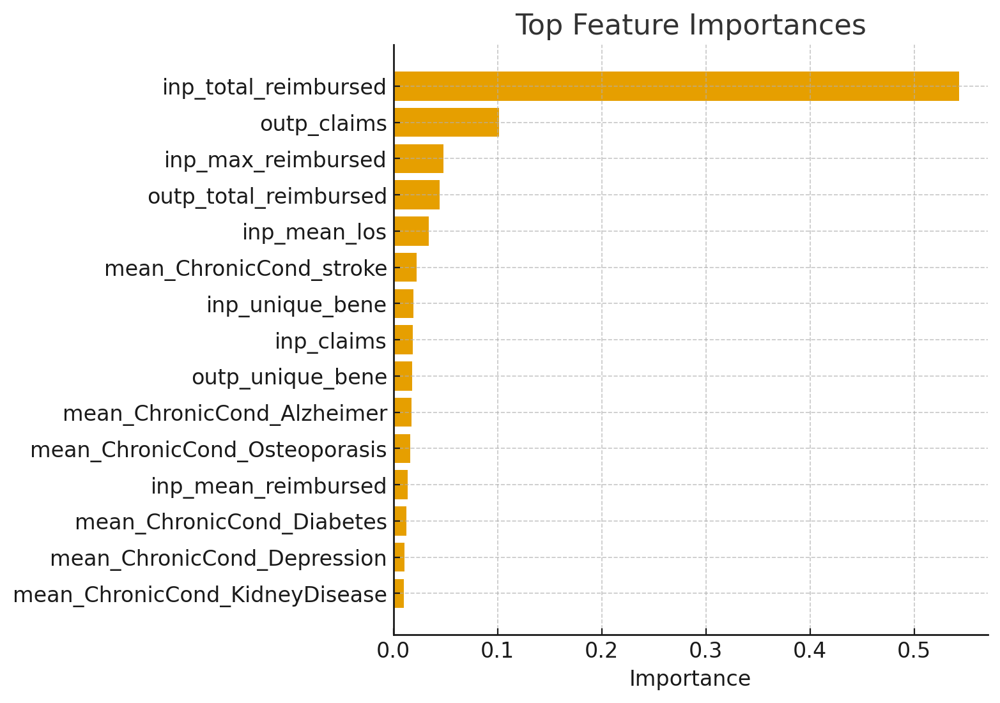 Top Feature Importances
inp_total_reimbursed
outp_claims
inp_max_reimbursed
outp_total_reimbursed
inp_mean_los
mean_ChronicCond_stroke
inp_unique_bene
inp_claims
outp_unique_bene
mean_ChronicCond_Alzheimer
mean_ChronicCond_Osteoporasis
inp_mean_reimbursed
mean_ChronicCond_Diabetes
mean_ChronicCond_Depression
mean_ChronicCond_KidneyDisease
0.0 0.1 0.2 0.3 0.4 0.5
Importance